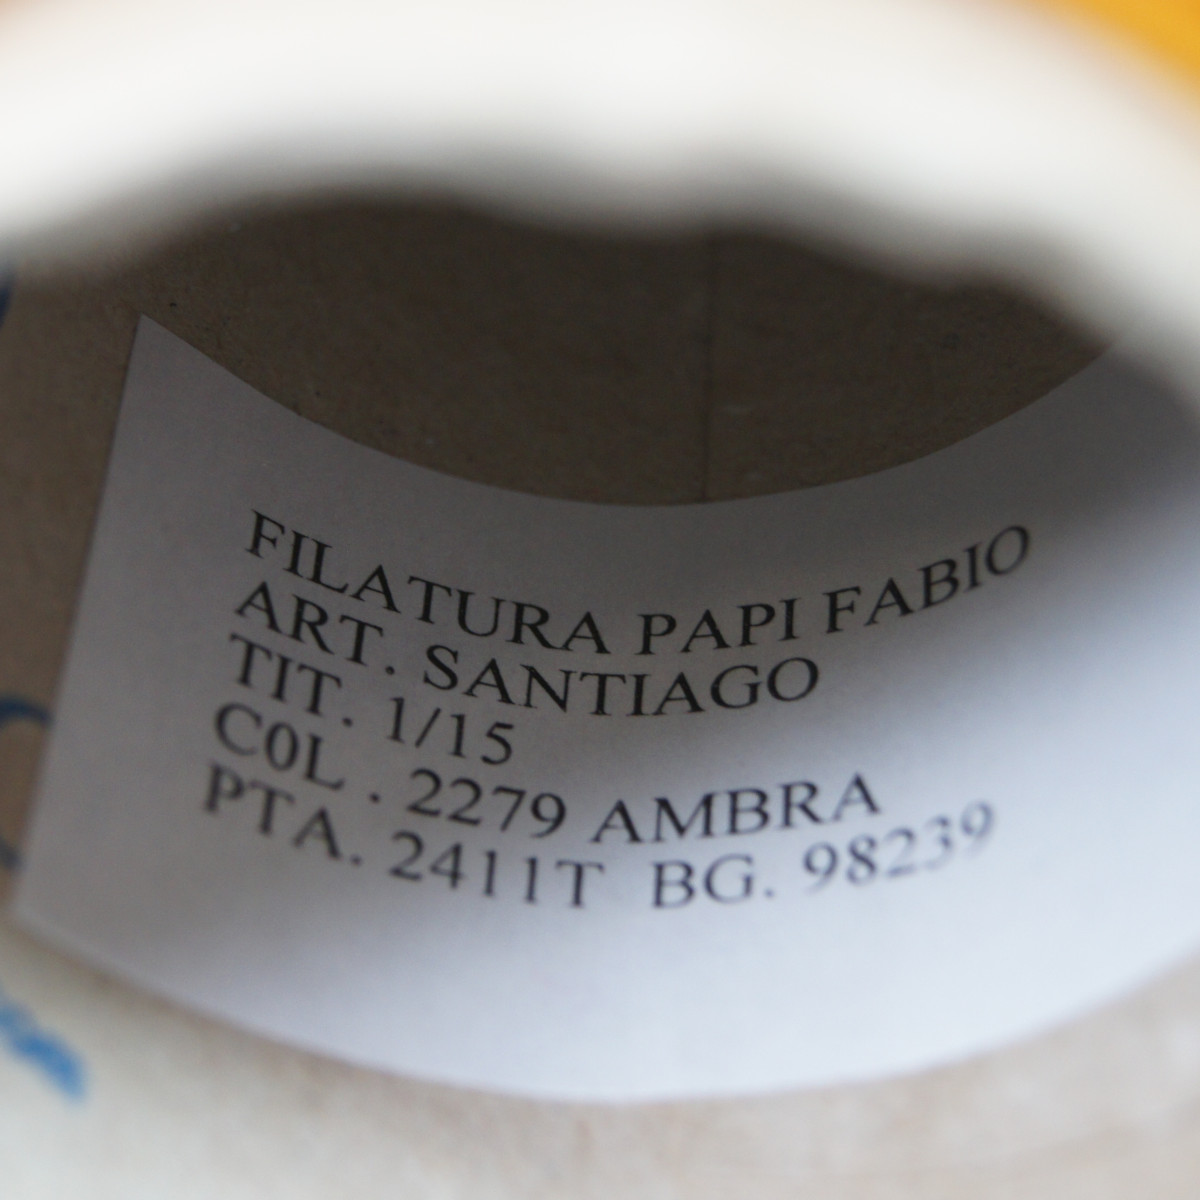 FILATURA PAPI FABIO
ART. SANTIAGO
TIT. 1/15
C0L . 2279 AMBRA
PTA. 2411T BG. 98239